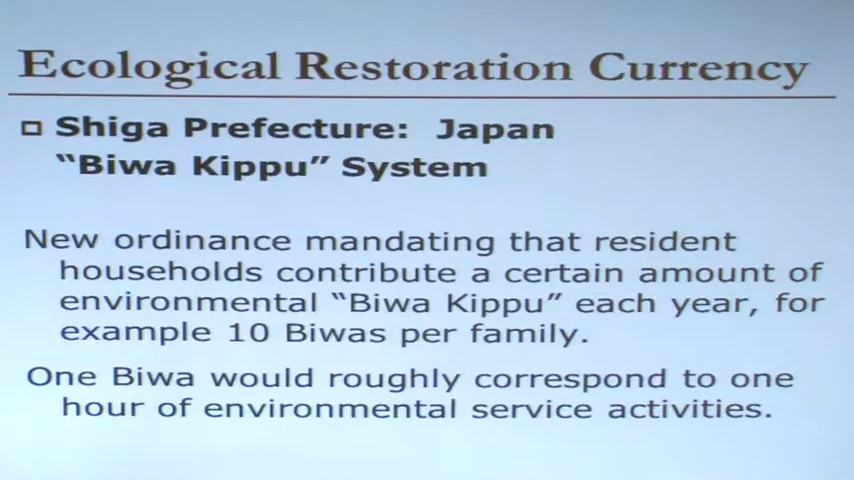 Ecological Restoration Currency
Shiga Prefecture: Japan
“Biwa Kippu” System
New ordinance mandating that resident
households contribute a certain amount of
environmental “Biwa Kippu” each year, for
example 10 Biwas per family.
One Biwa would roughly correspond to one
hour of environmental service activities.